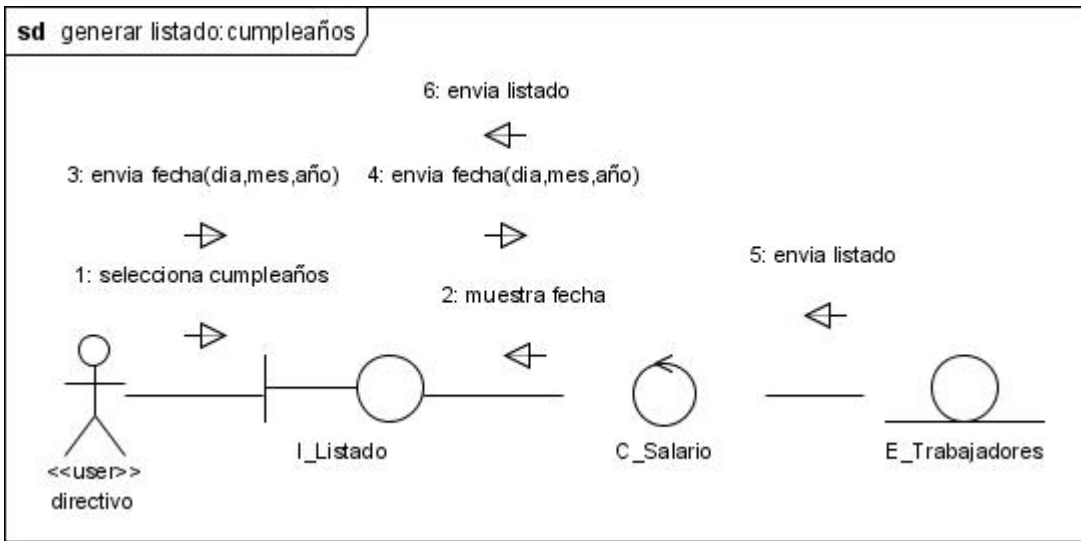 sd generar listado:cumpleaños
6: envia listado
3: envia fecha(dia,mes,año) 4: envia fecha(dia,mes,año)
5: envia listado
1: selecciona cumpleaños
2: muestra fecha
I_Listado C_Salario E_Trabajadores
<<user>>
directivo